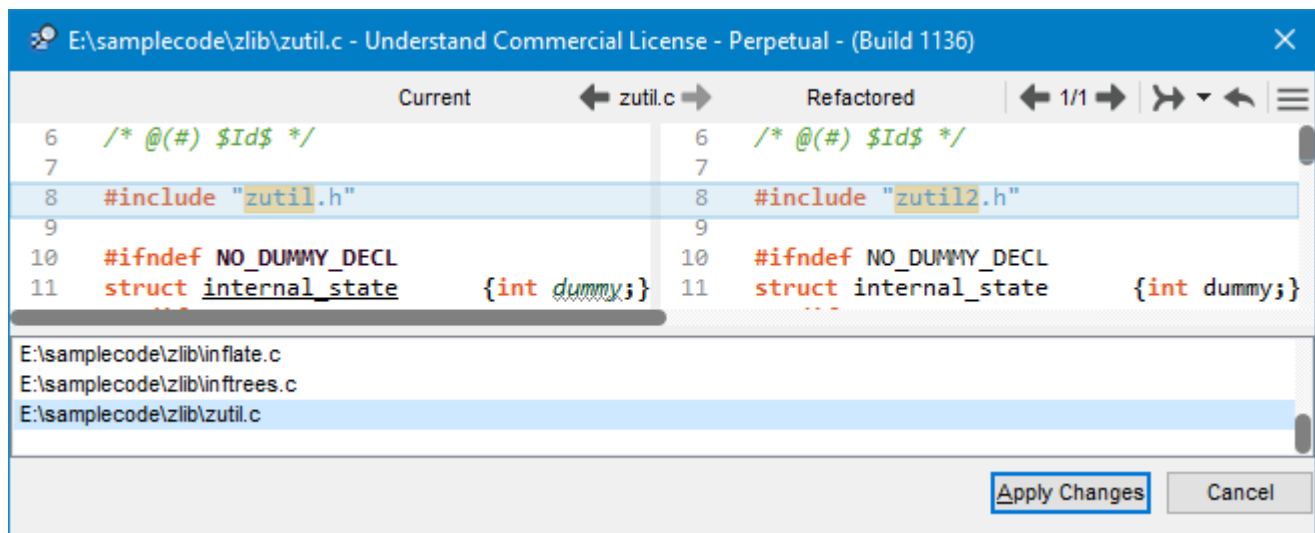 E:\samplecode\zlib\zutil.c - Understand Commercial License - Perpetual - (Build 1136)
Current zutil.c Refactored 1/1
6 /* @(#) $Id$ */ 6 /* @(#) $Id$ */
7 7
8 #include "zutil.h" 8 #include "zutil2.h"
9 9
10 #ifndef NO_DUMMY_DECL 10 #ifndef NO_DUMMY_DECL
11 struct internal_state {int dummy;} 11 struct internal_state {int dummy;}
E:\samplecode\zlib\inflate.c
E:\samplecode\zlib\inftrees.c
E:\samplecode\zlib\zutil.c
Apply Changes Cancel